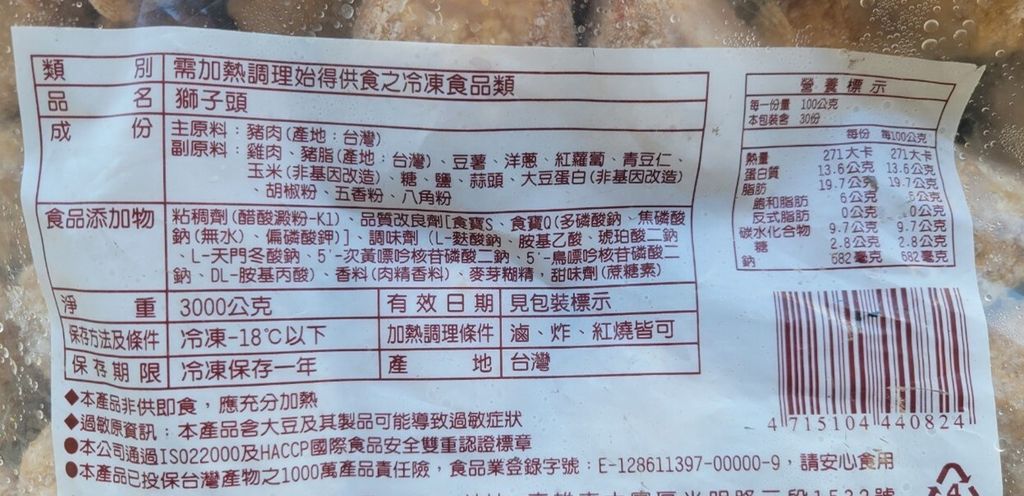 類 別 需加熱調理始得供食之冷凍食品類
品 名 獅子頭
成 份 主原料：豬肉(產地：台灣)
副原料：雞肉、豬脂(產地：台灣)、豆薯、洋蔥、紅蘿蔔、青豆仁、
玉米(非基因改造)、糖、鹽、蒜頭、大豆蛋白(非基因改造)
、胡椒粉、五香粉、八角粉
食品添加物 粘稠劑(醋酸澱粉-K1)、品質改良劑[食寶S、食寶Q(多磷酸鈉、焦磷酸
鈉(無水)、偏磷酸鉀)]、調味劑(L-麩酸鈉、胺基乙酸、琥珀酸二鈉
、L-天門冬酸鈉、5'-次黃嘌呤核苷磷酸二鈉、5'-鳥嘌呤核苷磷酸二
鈉、DL-胺基丙酸)、香料(肉精香料)、麥芽糊精，甜味劑(蔗糖素)
淨 重 3000公克 有效日期 見包裝標示
保存方法及條件 冷凍-18℃以下 加熱調理條件 滷、炸、紅燒皆可
保存期限 冷凍保存一年 產 地 台灣
◆本產品非供即食，應充分加熱
◆過敏原資訊：本產品含大豆及其製品可能導致過敏症狀
●本公司通過ISO22000及HACCP國際食品安全雙重認證標章
●本產品已投保台灣產物之1000萬產品責任險，食品業登錄字號：E-128611397-00000-9，請安心食用
營養標示
每一份量 100公克
本包裝含 30份
每份 每100公克
熱量 271大卡 271大卡
蛋白質 13.6公克 13.6公克
脂肪 19.7公克 19.7公克
飽和脂肪 6公克 6公克
反式脂肪 0公克 0公克
碳水化合物 9.7公克 9.7公克
糖 2.8公克 2.8公克
鈉 682毫克 682毫克
4 715104 440824
4